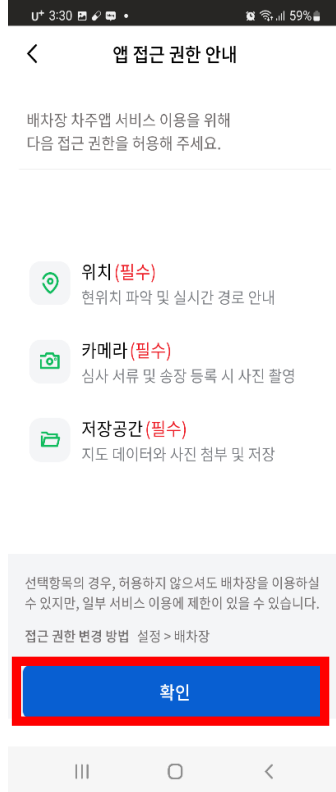 U+ 3:30 59%
앱 접근 권한 안내
배차장 차주앱 서비스 이용을 위해
다음 접근 권한을 허용해 주세요.
위치(필수)
현위치 파악 및 실시간 경로 안내
카메라(필수)
심사 서류 및 송장 등록 시 사진 촬영
저장공간(필수)
지도 데이터와 사진 첨부 및 저장
선택항목의 경우, 허용하지 않으셔도 배차장을 이용하실
수 있지만, 일부 서비스 이용에 제한이 있을 수 있습니다.
접근 권한 변경 방법 설정 > 배차장
확인